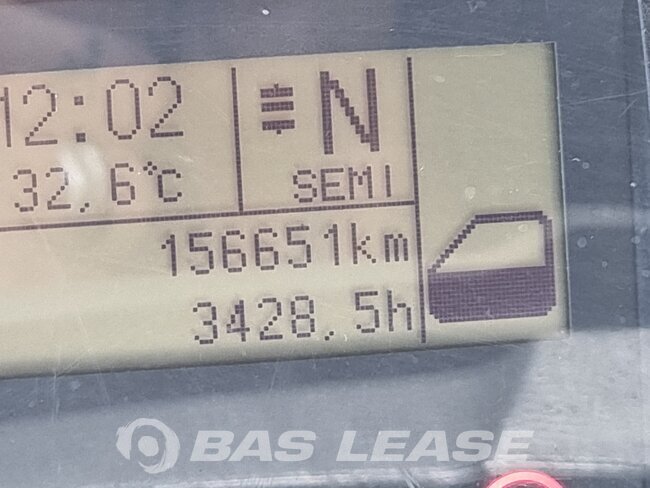 12:02
N
32,6°C
SEMI
156651km
3428,5h
BAS LEASE